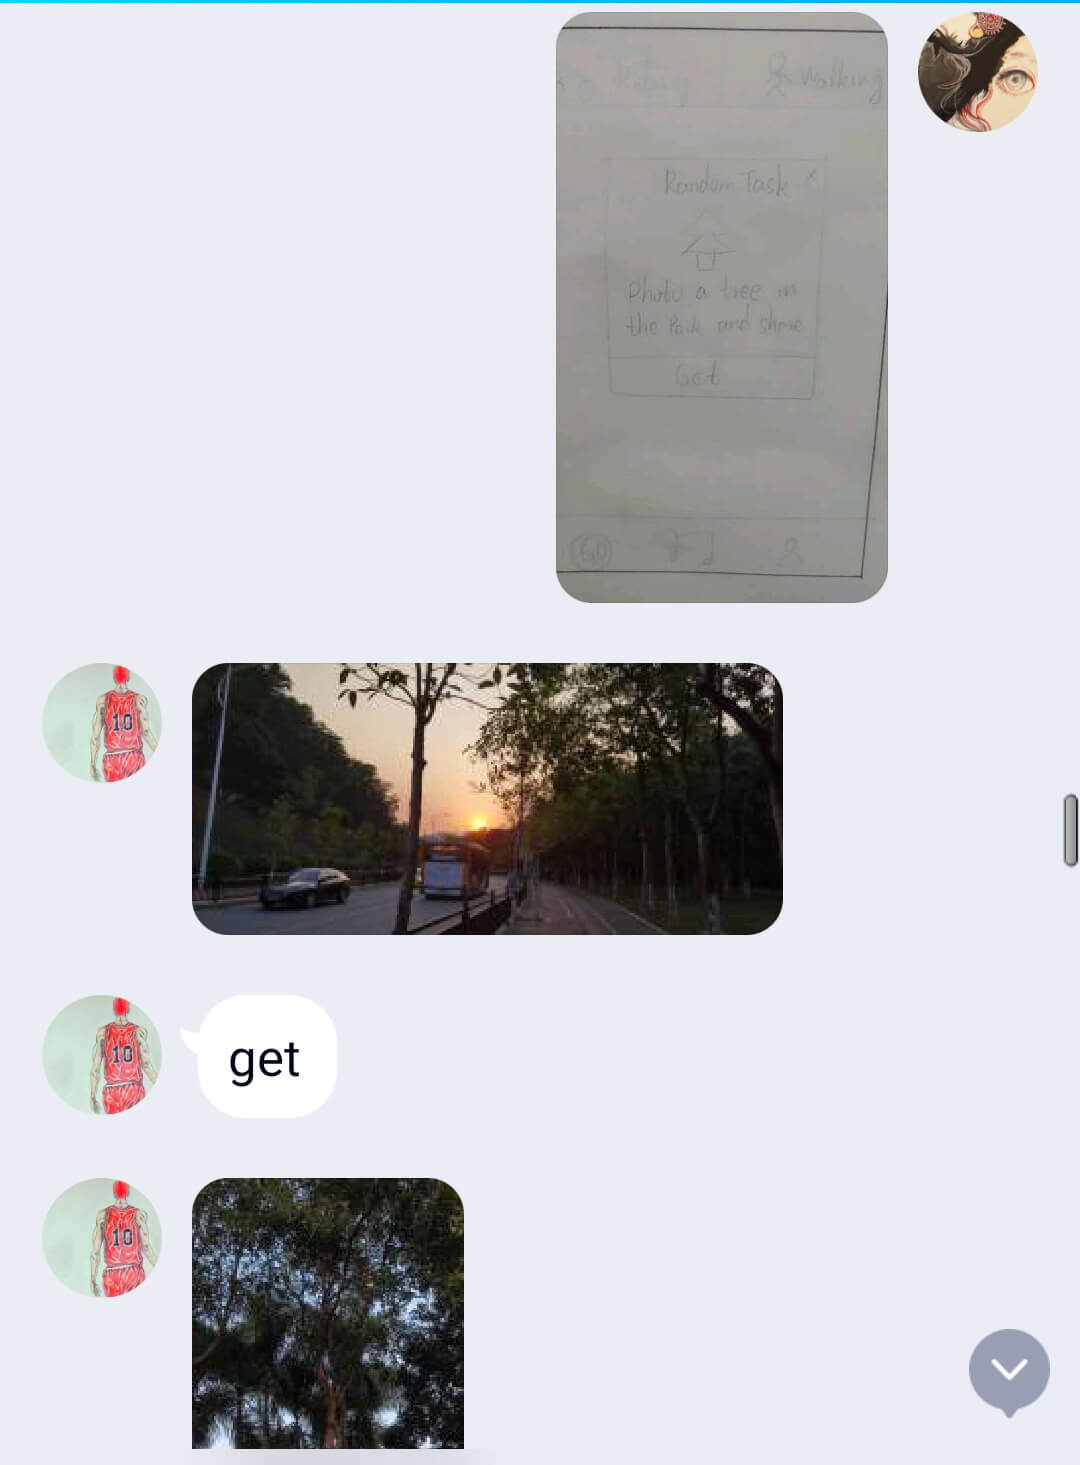 Riding
Walking
Random Task x
Photo a tree in
the Park and share
Get
GO
10
get
10
10